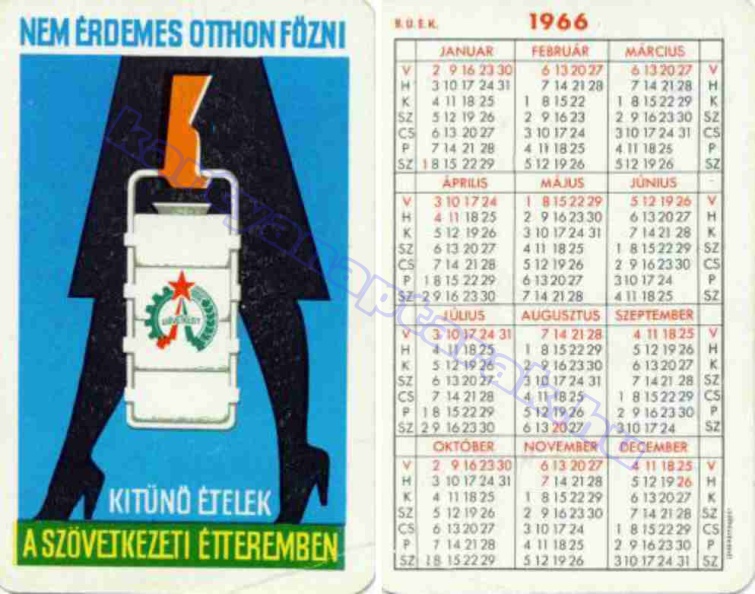 NEM ÉRDEMES OTTHON FŐZNI
SZÖVETKEZET
KITÜNŐ ÉTELEK
A SZÖVETKEZETI ÉTTEREMBEN
B.U.É.K. 1966
JANUÁR FEBRUÁR MÁRCIUS
V 2 9 16 23 30 6 13 20 27 6 13 20 27 V
H 3 10 17 24 31 7 14 21 28 7 14 21 28 H
K 4 11 18 25 1 8 15 22 1 8 15 22 29 K
SZ 5 12 19 26 2 9 16 23 2 9 16 23 30 SZ
CS 6 13 20 27 3 10 17 24 3 10 17 24 31 CS
P 7 14 21 28 4 11 18 25 4 11 18 25 P
SZ 1 8 15 22 29 5 12 19 26 5 12 19 26 SZ
ÁPRILIS MÁJUS JÚNIUS
V 3 10 17 24 1 8 15 22 29 5 12 19 26 V
H 4 11 18 25 2 9 16 23 30 6 13 20 27 H
K 5 12 19 26 3 10 17 24 31 7 14 21 28 K
SZ 6 13 20 27 4 11 18 25 1 8 15 22 29 SZ
CS 7 14 21 28 5 12 19 26 2 9 16 23 30 CS
P 1 8 15 22 29 6 13 20 27 3 10 17 24 P
SZ 2 9 16 23 30 7 14 21 28 4 11 18 25 SZ
JÚLIUS AUGUSZTUS SZEPTEMBER
V 3 10 17 24 31 7 14 21 28 4 11 18 25 V
H 4 11 18 25 1 8 15 22 29 5 12 19 26 H
K 5 12 19 26 2 9 16 23 30 6 13 20 27 K
SZ 6 13 20 27 3 10 17 24 31 7 14 21 28 SZ
CS 7 14 21 28 4 11 18 25 1 8 15 22 29 CS
P 1 8 15 22 29 5 12 19 26 2 9 16 23 30 P
SZ 2 9 16 23 30 6 13 20 27 3 10 17 24 SZ
OKTÓBER NOVEMBER DECEMBER
V 2 9 16 23 30 6 13 20 27 4 11 18 25 V
H 3 10 17 24 31 7 14 21 28 5 12 19 26 H
K 4 11 18 25 1 8 15 22 29 6 13 20 27 K
SZ 5 12 19 26 2 9 16 23 30 7 14 21 28 SZ
CS 6 13 20 27 3 10 17 24 1 8 15 22 29 CS
P 7 14 21 28 4 11 18 25 2 9 16 23 30 P
SZ 1 8 15 22 29 5 12 19 26 3 10 17 24 31 SZ
kartyanaptaraik.hu